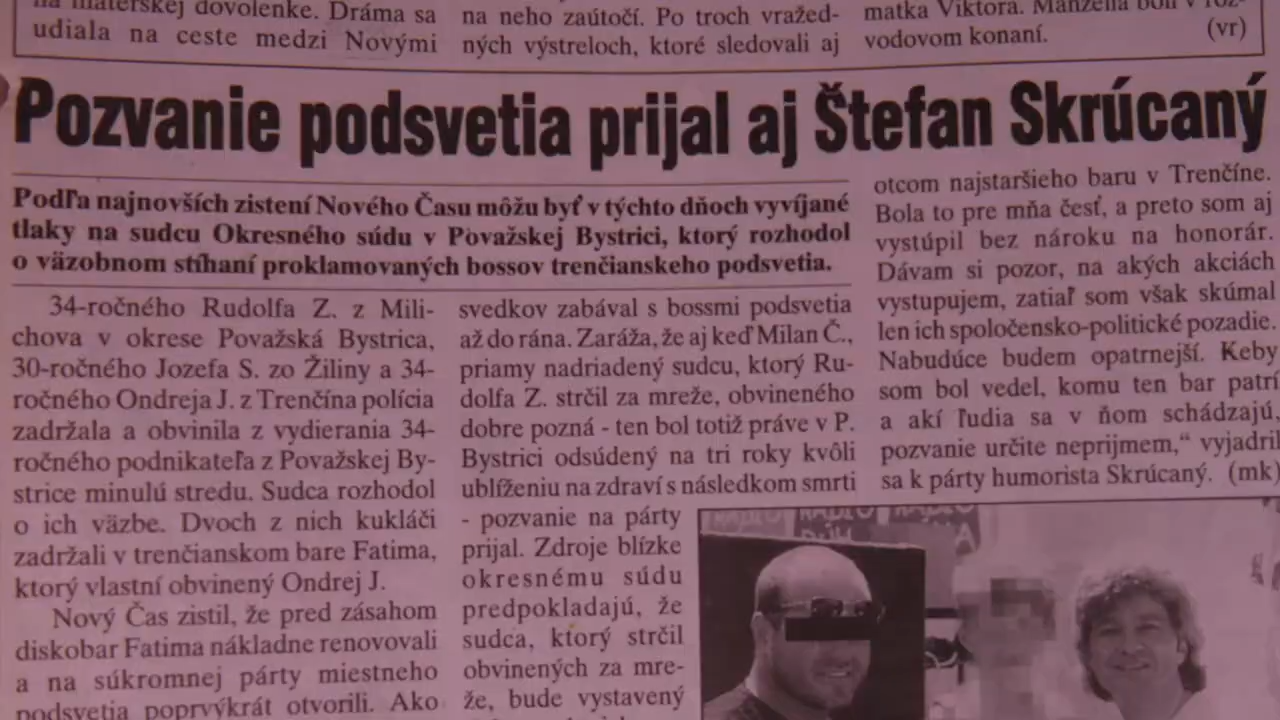 na materskej dovolenke. Dráma sa
udiala na ceste medzi Novými
na neho zaútočí. Po troch vražed-
ných výstreloch, ktoré sledovali aj
matka Viktora. Manželia boli v roz-
vodovom konaní. (vr)
Pozvanie podsvetia prijal aj Štefan Skrúcaný
Podľa najnovších zistení Nového Času môžu byť v týchto dňoch vyvíjané
tlaky na sudcu Okresného súdu v Považskej Bystrici, ktorý rozhodol
o väzobnom stíhaní proklamovaných bossov trenčianskeho podsvetia.
34-ročného Rudolfa Z. z Mili-
chova v okrese Považská Bystrica,
30-ročného Jozefa S. zo Žiliny a 34-
ročného Ondreja J. z Trenčína polícia
zadržala a obvinila z vydierania 34-
ročného podnikateľa z Považskej By-
strice minulú stredu. Sudca rozhodol
o ich väzbe. Dvoch z nich kukláči
zadržali v trenčianskom bare Fatima,
ktorý vlastní obvinený Ondrej J.
Nový Čas zistil, že pred zásahom
diskobar Fatima nákladne renovovali
a na súkromnej párty miestneho
podsvetia poprvýkrát otvorili. Ako
svedkov zabával s bossmi podsvetia
až do rána. Zaráža, že aj keď Milan Č.,
priamy nadriadený sudcu, ktorý Ru-
dolfa Z. strčil za mreže, obvineného
dobre pozná - ten bol totiž práve v P.
Bystrici odsúdený na tri roky kvôli
ublíženiu na zdraví s následkom smrti
- pozvanie na párty
prijal. Zdroje blízke
okresnému súdu
predpokladajú, že
sudca, ktorý strčil
obvinených za mre-
že, bude vystavený
otcom najstaršieho baru v Trenčíne.
Bola to pre mňa česť, a preto som aj
vystúpil bez nároku na honorár.
Dávam si pozor, na akých akciách
vystupujem, zatiaľ som však skúmal
len ich spoločensko-politické pozadie.
Nabudúce budem opatrnejší. Keby
som bol vedel, komu ten bar patrí
a akí ľudia sa v ňom schádzajú,
pozvanie určite neprijmem,“ vyjadril
sa k párty humorista Skrúcaný. (mk)